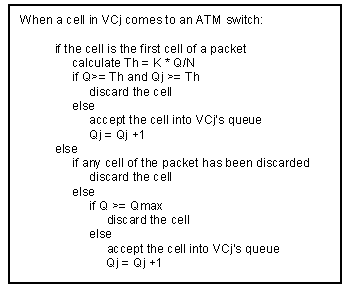 When a cell in VCj comes to an ATM switch:
if the cell is the first cell of a packet
calculate Th = K * Q/N
if Q>= Th and Qj >= Th
discard the cell
else
accept the cell into VCj's queue
Qj = Qj +1
else
if any cell of the packet has been discarded
discard the cell
else
if Q >= Qmax
discard the cell
else
accept the cell into VCj's queue
Qj = Qj +1